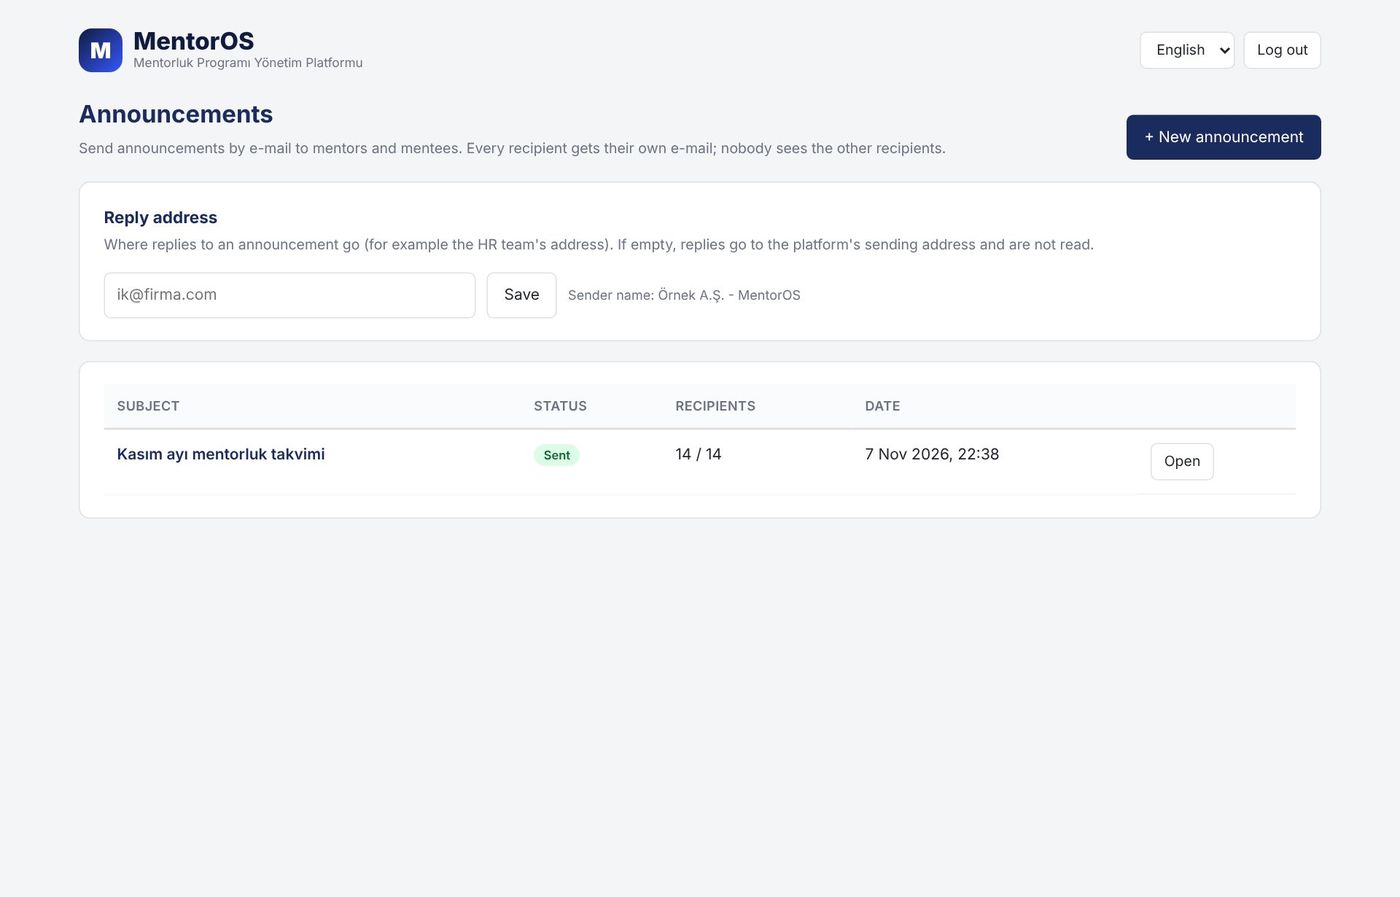 M
MentorOS
Mentorluk Programı Yönetim Platformu
English
Log out
Announcements
Send announcements by e-mail to mentors and mentees. Every recipient gets their own e-mail; nobody sees the other recipients.
+ New announcement
Reply address
Where replies to an announcement go (for example the HR team's address). If empty, replies go to the platform's sending address and are not read.
ik@firma.com
Save
Sender name: Örnek A.Ş. - MentorOS
SUBJECT STATUS RECIPIENTS DATE
Kasım ayı mentorluk takvimi Sent 14 / 14 7 Nov 2026, 22:38 Open